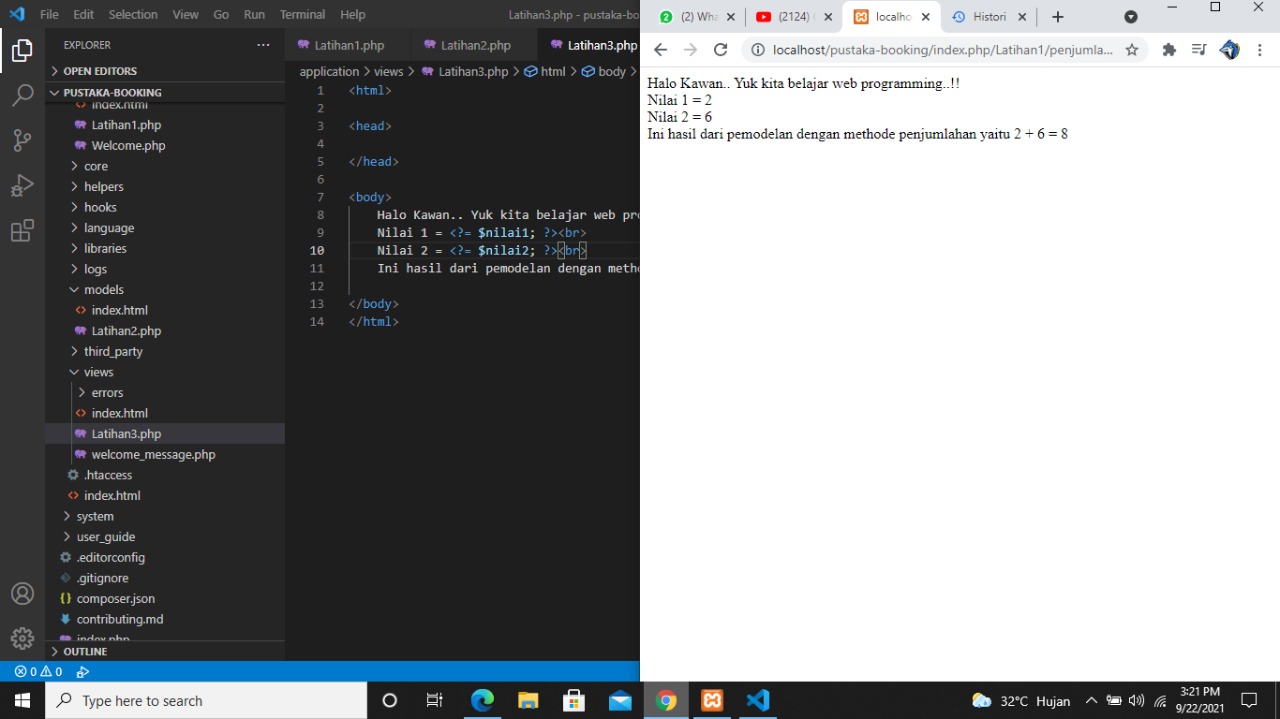 File Edit Selection View Go Run Terminal Help Latihan3.php - pustaka-bo
EXPLORER
OPEN EDITORS
PUSTAKA-BOOKING
index.html
Latihan1.php
Welcome.php
core
helpers
hooks
language
libraries
logs
models
index.html
Latihan2.php
third_party
views
errors
index.html
Latihan3.php
welcome_message.php
.htaccess
index.html
system
user_guide
.editorconfig
.gitignore
composer.json
contributing.md
index.php
OUTLINE
0 0
Latihan1.php Latihan2.php Latihan3.php
application > views > Latihan3.php > html > body >
1 <html>
2
3 <head>
4
5 </head>
6
7 <body>
8 Halo Kawan.. Yuk kita belajar web pro
9 Nilai 1 = <?= $nilai1; ?><br>
10 Nilai 2 = <?= $nilai2; ?><br>
11 Ini hasil dari pemodelan dengan metho
12
13 </body>
14 </html>
(2) Wha (2124) localho Histori
localhost/pustaka-booking/index.php/Latihan1/penjumla...
Halo Kawan.. Yuk kita belajar web programming..!!
Nilai 1 = 2
Nilai 2 = 6
Ini hasil dari pemodelan dengan methode penjumlahan yaitu 2 + 6 = 8
Type here to search
32°C Hujan
3:21 PM
9/22/2021